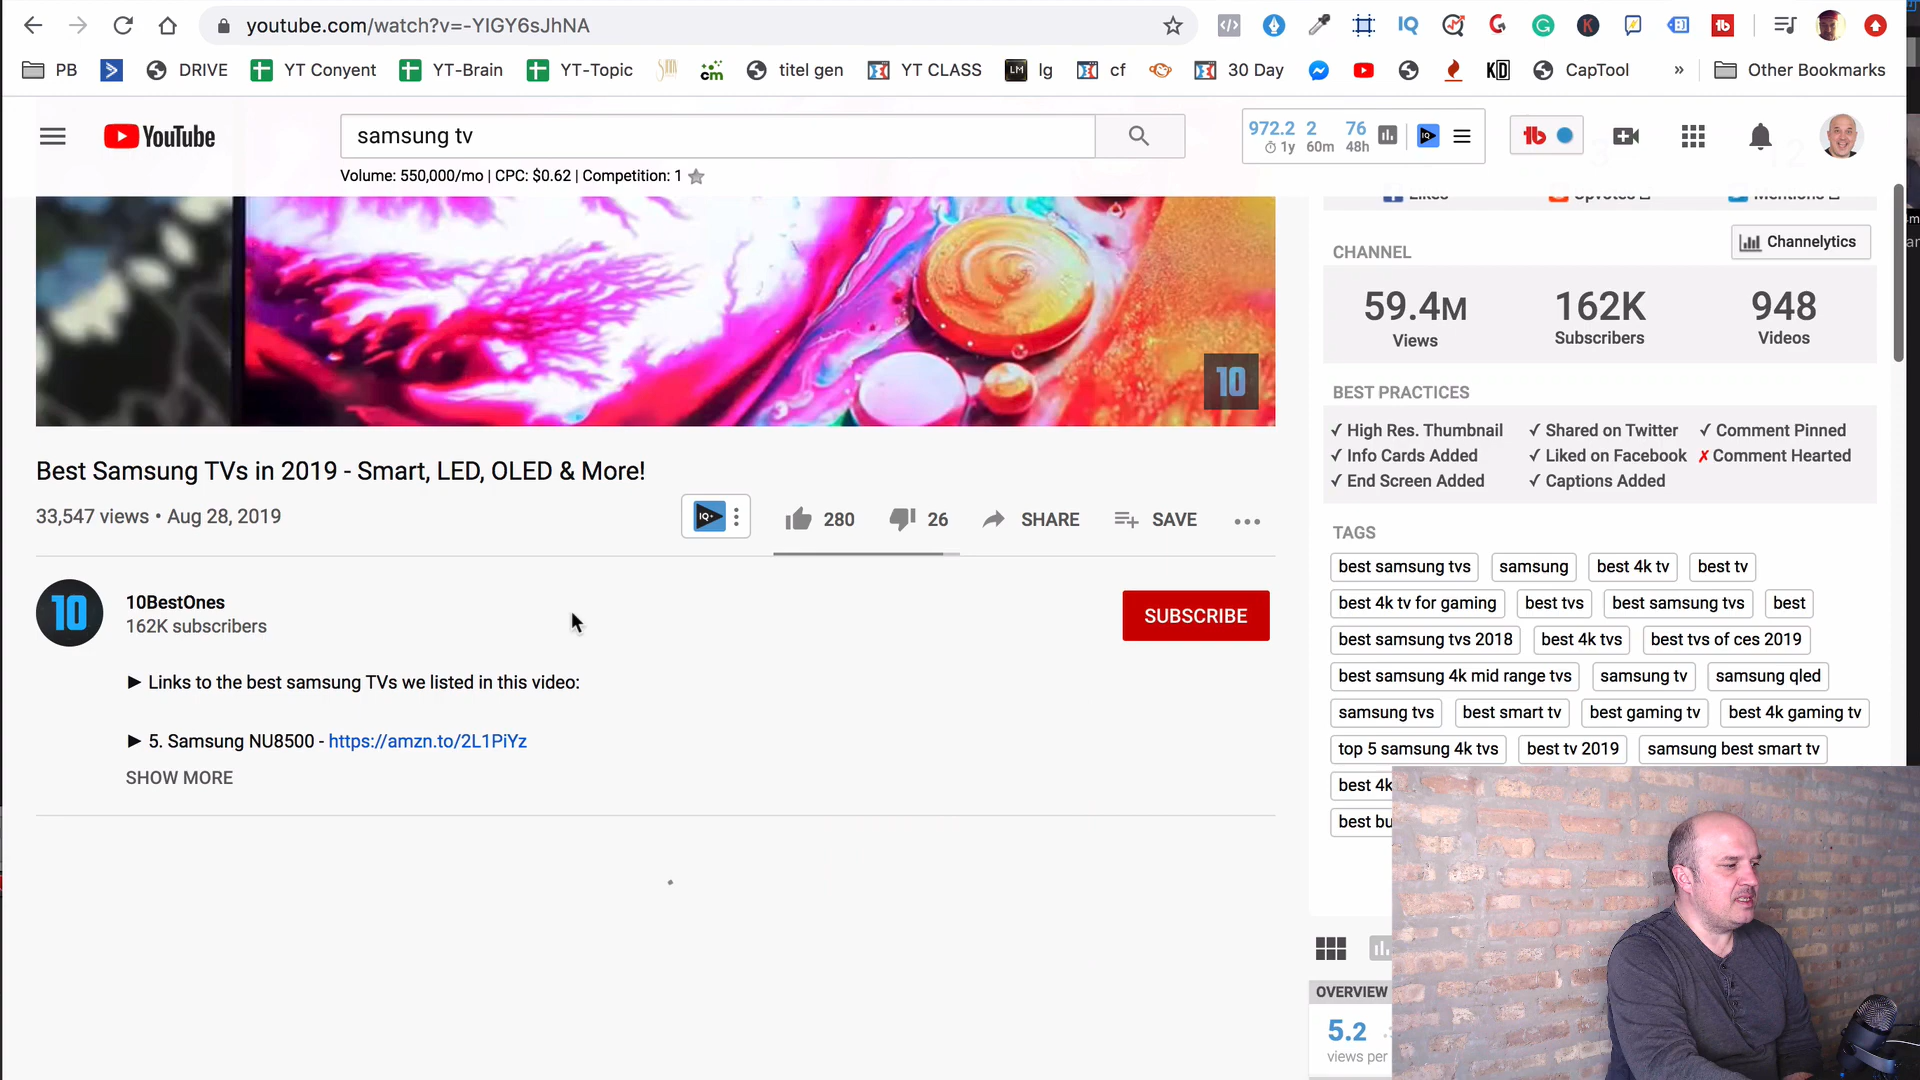 youtube.com/watch?v=-YIGY6sJhNA
PB DRIVE YT Conyent YT-Brain YT-Topic cm titel gen YT CLASS LM lg cf 30 Day KD CapTool » Other Bookmarks
YouTube
samsung tv
972.2 2 76
1y 60m 48h
Volume: 550,000/mo | CPC: $0.62 | Competition: 1
CHANNEL
Channelytics
59.4M 162K 948
Views Subscribers Videos
BEST PRACTICES
✓ High Res. Thumbnail ✓ Shared on Twitter ✓ Comment Pinned
✓ Info Cards Added ✓ Liked on Facebook ✗ Comment Hearted
✓ End Screen Added ✓ Captions Added
TAGS
best samsung tvs samsung best 4k tv best tv
best 4k tv for gaming best tvs best samsung tvs best
best samsung tvs 2018 best 4k tvs best tvs of ces 2019
best samsung 4k mid range tvs samsung tv samsung qled
samsung tvs best smart tv best gaming tv best 4k gaming tv
top 5 samsung 4k tvs best tv 2019 samsung best smart tv
best 4k
best bu
OVERVIEW
5.2
views per
10
Best Samsung TVs in 2019 - Smart, LED, OLED & More!
33,547 views • Aug 28, 2019
IQ 280 26 SHARE SAVE
10
10BestOnes
162K subscribers
SUBSCRIBE
► Links to the best samsung TVs we listed in this video:
► 5. Samsung NU8500 - https://amzn.to/2L1PiYz
SHOW MORE